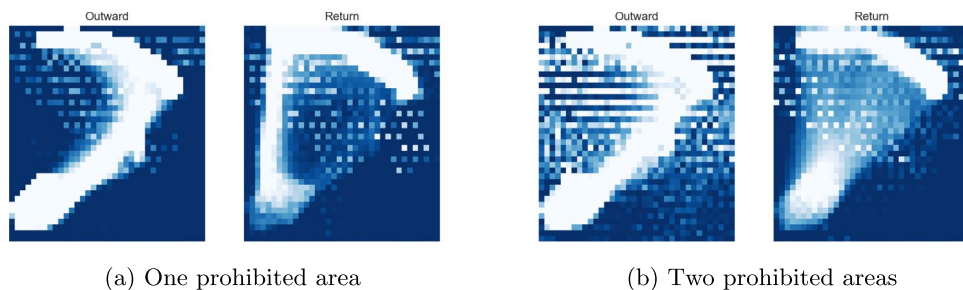 Outward
Return
Outward
Return
(a) One prohibited area
(b) Two prohibited areas